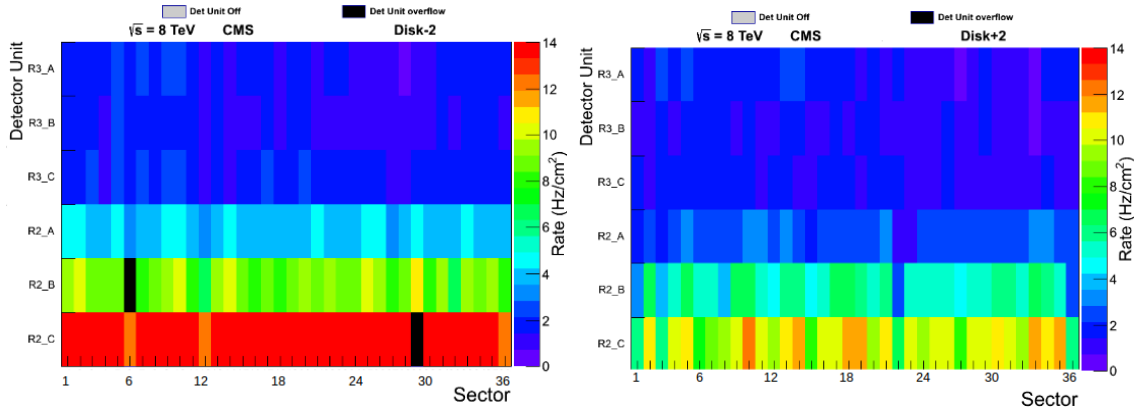 Det Unit Off Det Unit overflow
√s = 8 TeV CMS Disk-2
Detector Unit
R3_A
R3_B
R3_C
R2_A
R2_B
R2_C
1 6 12 18 24 30 36
Sector
14
12
10
8
6
4
2
0
Rate (Hz/cm²)
Det Unit Off Det Unit overflow
√s = 8 TeV CMS Disk+2
Detector Unit
R3_A
R3_B
R3_C
R2_A
R2_B
R2_C
1 6 12 18 24 30 36
Sector
14
12
10
8
6
4
2
0
Rate (Hz/cm²)